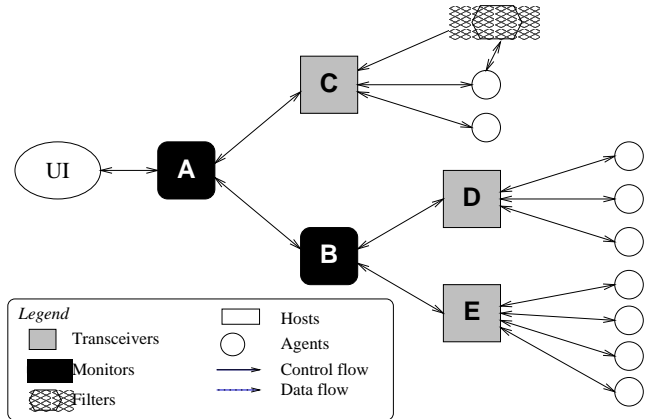 C
UI
A
D
B
E
Legend
Transceivers
Monitors
Filters
Hosts
Agents
Control flow
Data flow